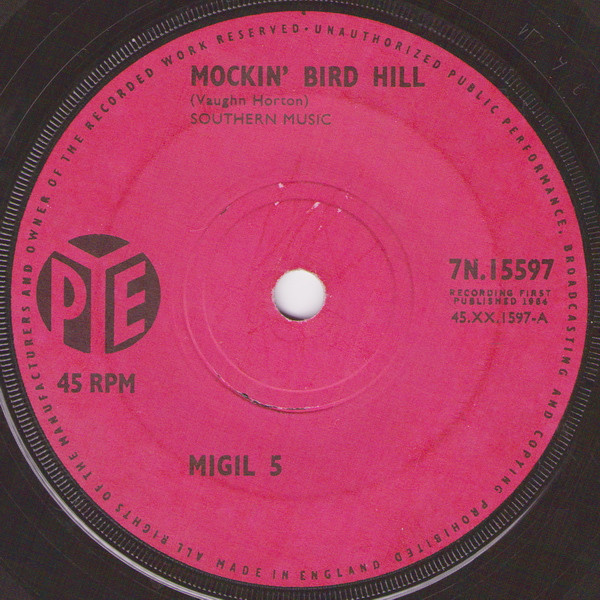 MOCKIN' BIRD HILL
(Vaughn Horton)
SOUTHERN MUSIC
PYE
45 RPM
7N.15597
RECORDING FIRST
PUBLISHED 1964
45.XX.1597-A
MIGIL 5
ALL RIGHTS OF THE MANUFACTURERS AND OWNER OF THE RECORDED WORK RESERVED · UNAUTHORIZED PUBLIC PERFORMANCE, BROADCASTING AND COPYING PROHIBITED
MADE IN ENGLAND